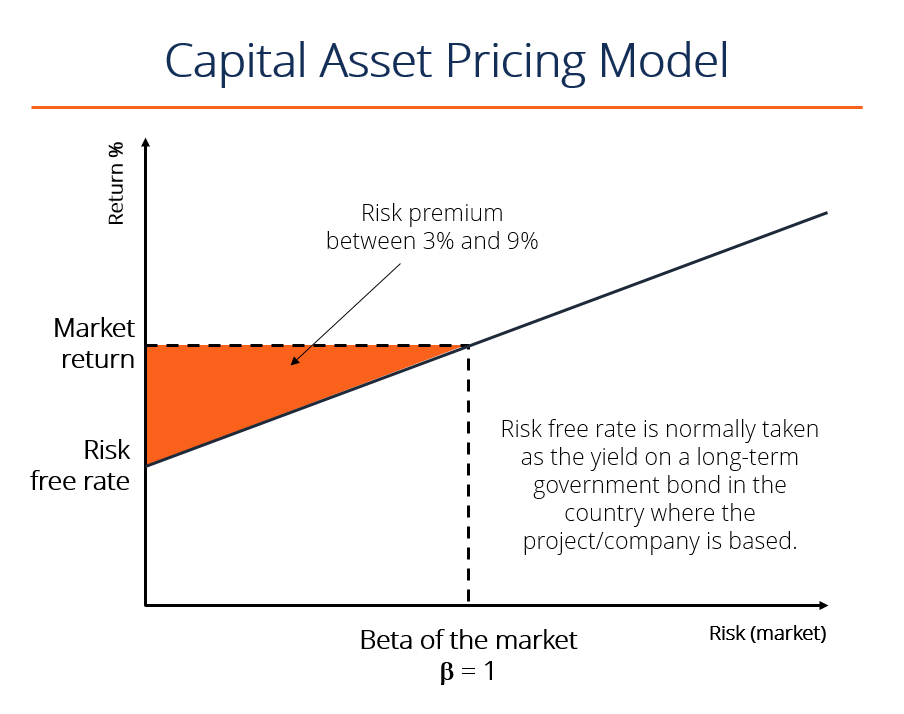 Capital Asset Pricing Model
Return %
Risk premium
between 3% and 9%
Market
return
Risk
free rate
Risk free rate is normally taken
as the yield on a long-term
government bond in the
country where the
project/company is based.
Risk (market)
Beta of the market
β = 1